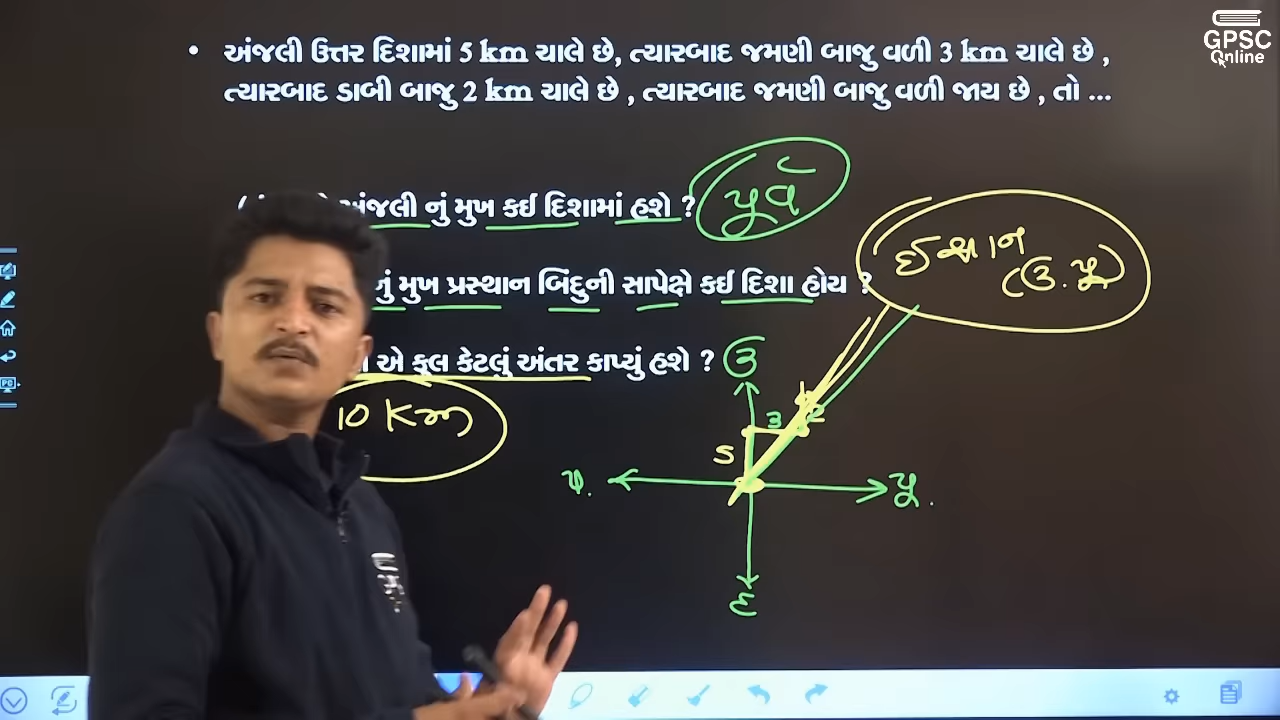 GPSC
Online
• અંજલી ઉત્તર દિશામાં 5 km ચાલે છે, ત્યારબાદ જમણી બાજુ વળી 3 km ચાલે છે ,
ત્યારબાદ ડાબી બાજુ 2 km ચાલે છે , ત્યારબાદ જમણી બાજુ વળી જાય છે , તો ...
નું મુખ કઈ દિશામાં હશે ? પૂર્વ
મુખ પ્રસ્થાન બિંદુની સાપેક્ષે કઈ દિશા હોય ?
ઈશાન
(ઉ.પૂ)
એ કૂલ કેટલું અંતર કાપ્યું હશે ? ઉ
10 Km
3 2
5
પ. પૂ.
દ